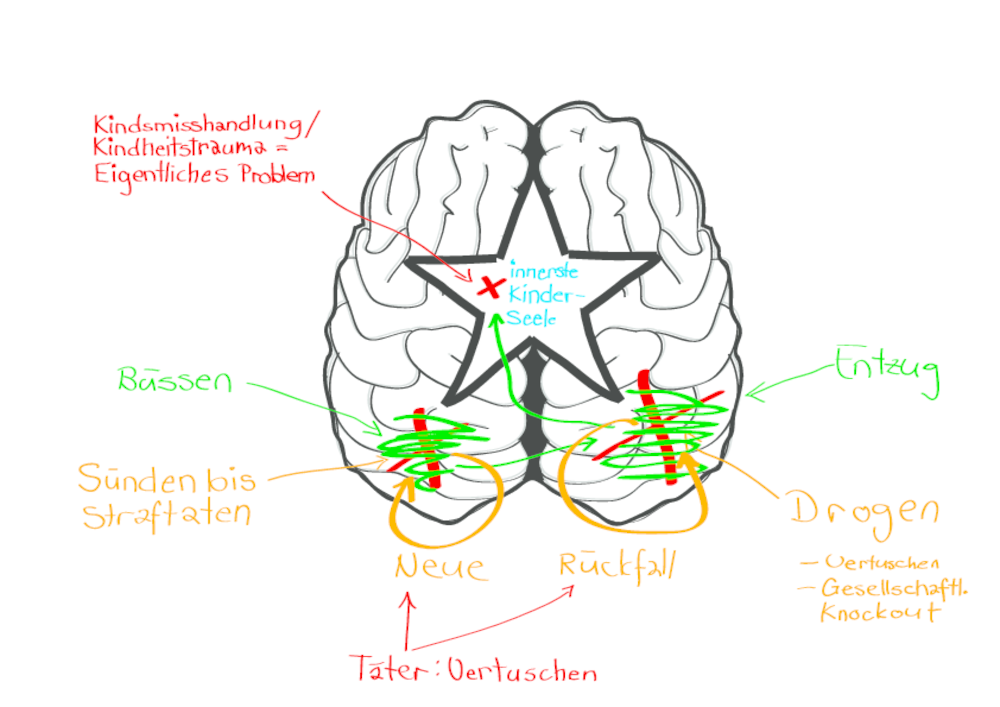 Kindsmisshandlung/
Kindheitstrauma =
Eigentliches Problem
innerste
Kinder-
Seele
Büssen
Entzug
Sünden bis
Straftaten
Drogen
– Vertuschen
– Gesellschaftl.
Knockout
Neue
Rückfall
Täter: Vertuschen